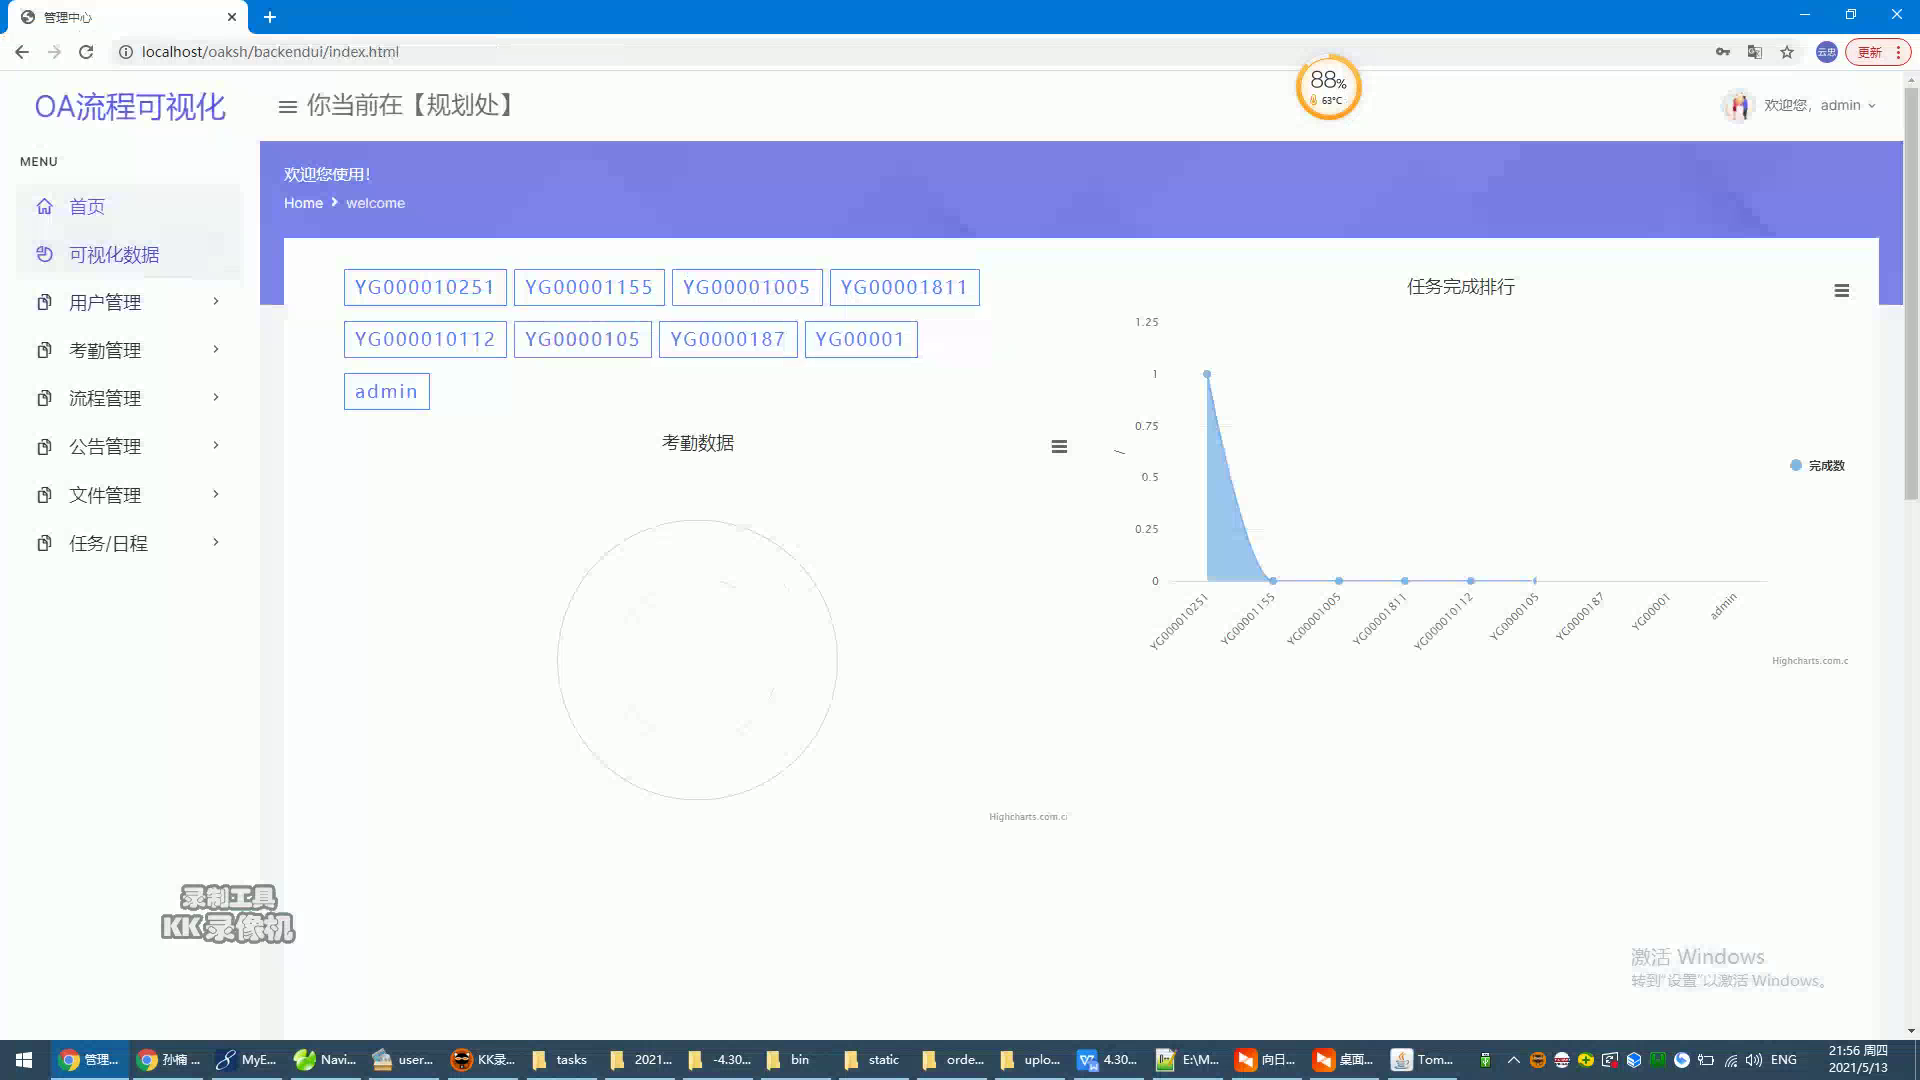 管理中心
localhost/oaksh/backendui/index.html
云忠
更新
88%
63°C
OA流程可视化
你当前在【规划处】
欢迎您，admin
MENU
首页
可视化数据
用户管理
考勤管理
流程管理
公告管理
文件管理
任务/日程
欢迎您使用！
Home
welcome
YG000010251
YG00001155
YG00001005
YG00001811
YG000010112
YG0000105
YG0000187
YG00001
admin
考勤数据
Highcharts.com.c
任务完成排行
1.25
1
0.75
0.5
0.25
0
YG000010251
YG00001155
YG00001005
YG00001811
YG000010112
YG0000105
YG0000187
YG00001
admin
完成数
Highcharts.com.c
录制工具
KK录像机
激活 Windows
转到"设置"以激活 Windows。
管理...
孙楠 ...
MyE...
Navi...
user...
KK录...
tasks
2021...
-4.30...
bin
static
orde...
uplo...
4.30...
E:\M...
向日...
桌面...
Tom...
ENG
21:56 周四
2021/5/13